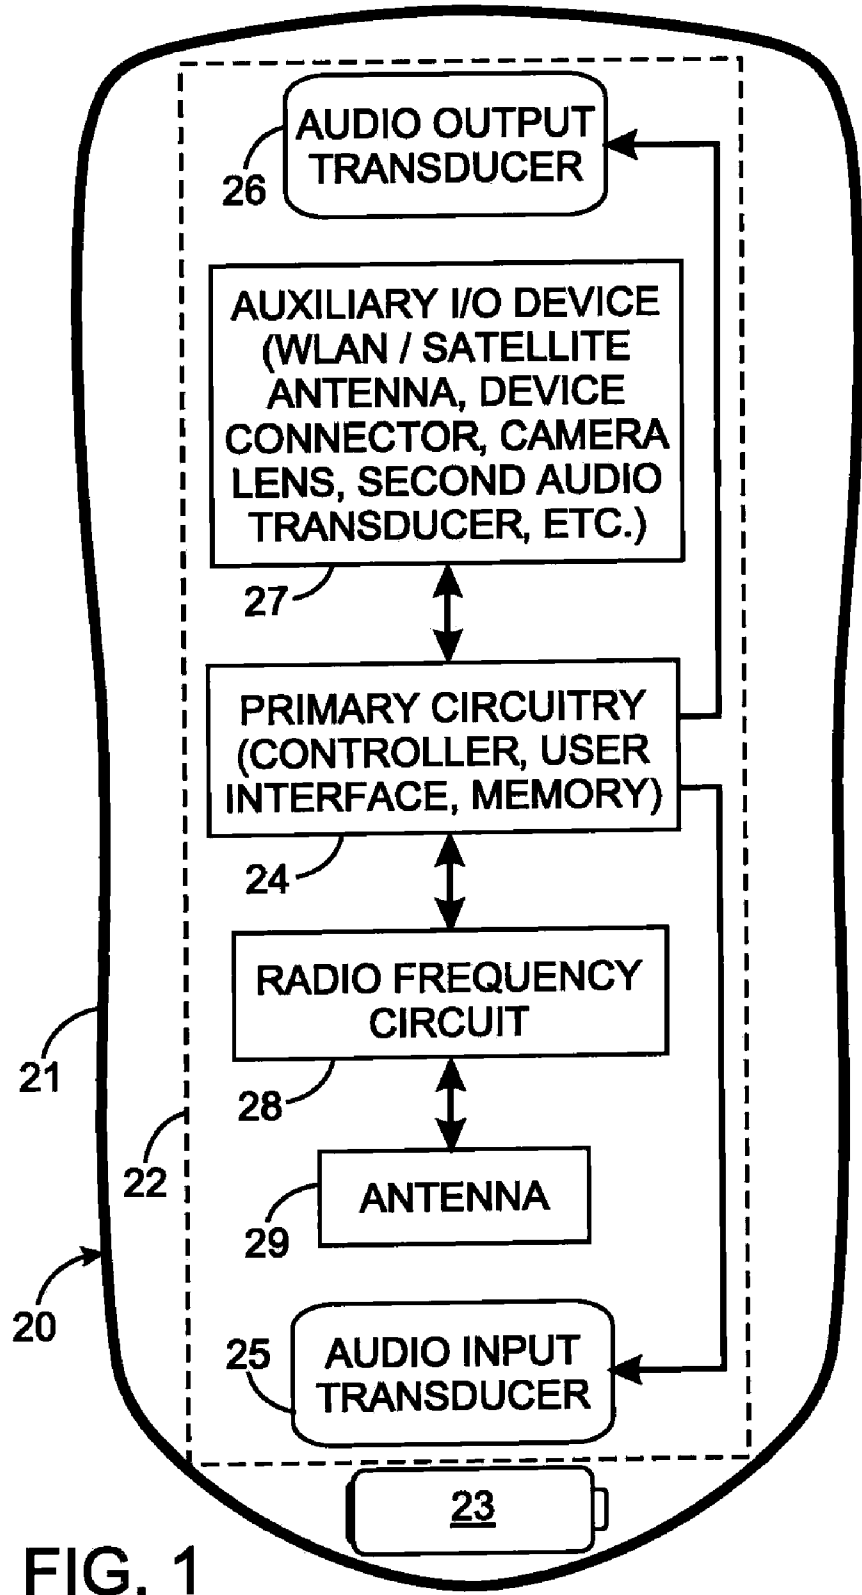 AUDIO OUTPUT
TRANSDUCER
26
AUXILIARY I/O DEVICE
(WLAN / SATELLITE
ANTENNA, DEVICE
CONNECTOR, CAMERA
LENS, SECOND AUDIO
TRANSDUCER, ETC.)
27
PRIMARY CIRCUITRY
(CONTROLLER, USER
INTERFACE, MEMORY)
24
RADIO FREQUENCY
CIRCUIT
21
28
22
ANTENNA
29
20
25
AUDIO INPUT
TRANSDUCER
23
FIG. 1